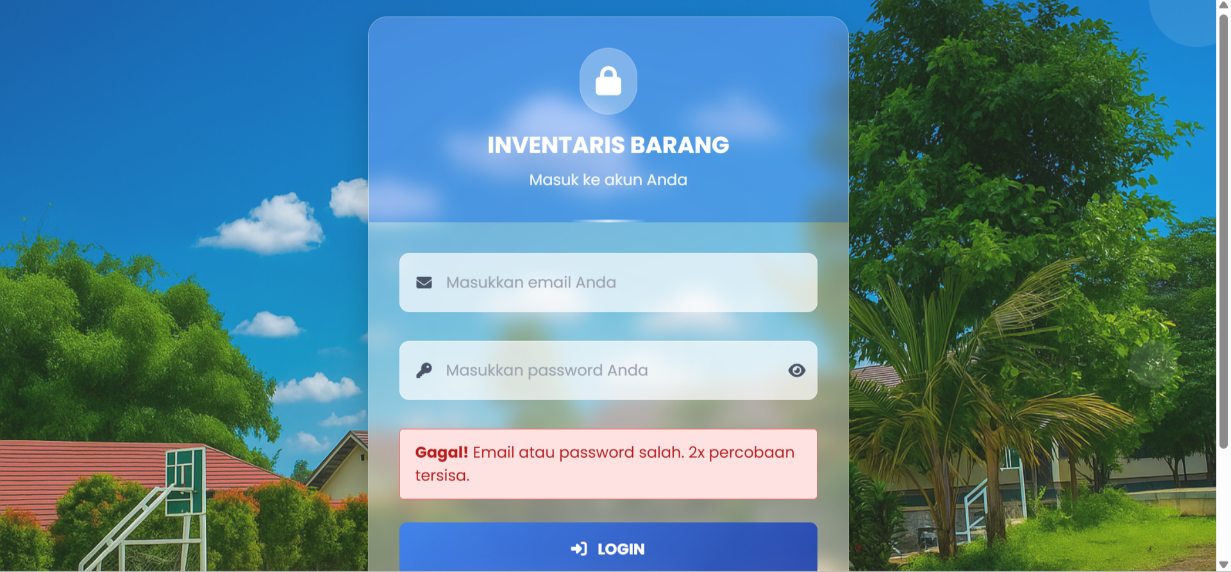 INVENTARIS BARANG
Masuk ke akun Anda
Masukkan email Anda
Masukkan password Anda
Gagal! Email atau password salah. 2x percobaan
tersisa.
LOGIN